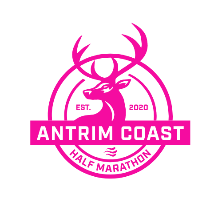 EST. 2020
ANTRIM COAST
HALF MARATHON